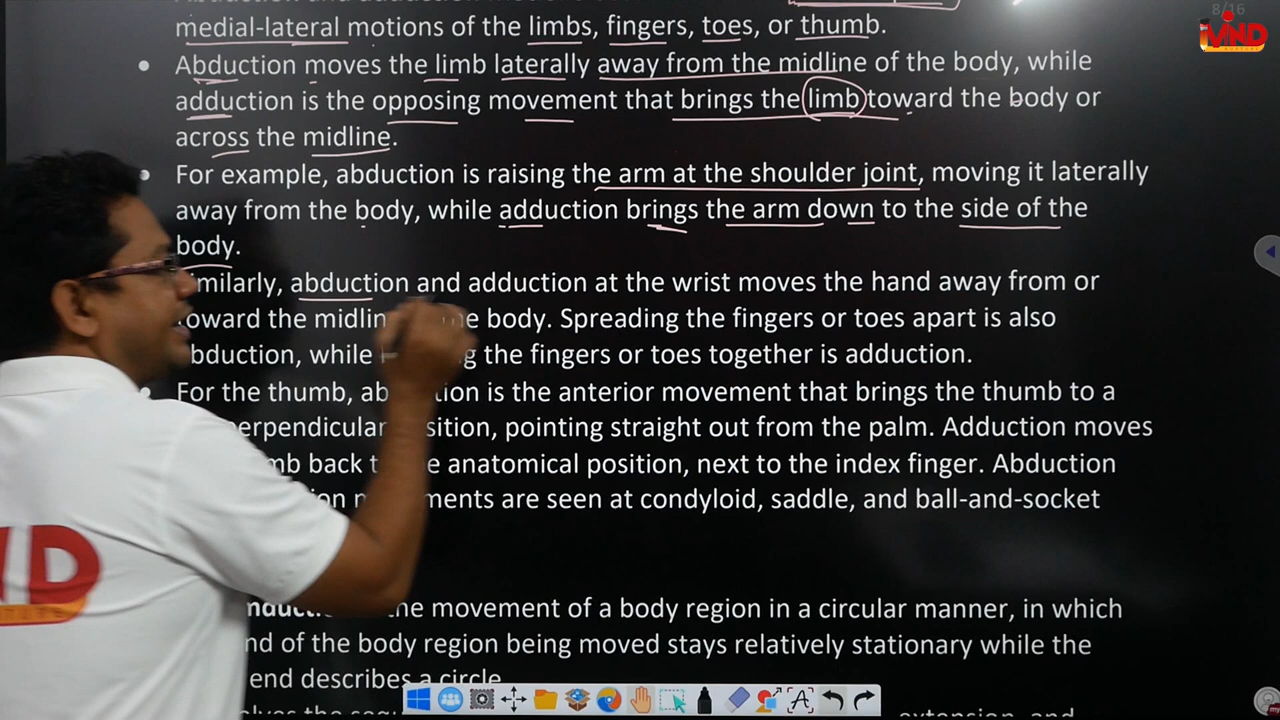 8/16
medial-lateral motions of the limbs, fingers, toes, or thumb.
• Abduction moves the limb laterally away from the midline of the body, while
adduction is the opposing movement that brings the limb toward the body or
across the midline.
• For example, abduction is raising the arm at the shoulder joint, moving it laterally
away from the body, while adduction brings the arm down to the side of the
body.
milarly, abduction and adduction at the wrist moves the hand away from or
oward the midlin e body. Spreading the fingers or toes apart is also
bduction, while g the fingers or toes together is adduction.
• For the thumb, ab tion is the anterior movement that brings the thumb to a
erpendicular sition, pointing straight out from the palm. Adduction moves
mb back t e anatomical position, next to the index finger. Abduction
on m ments are seen at condyloid, saddle, and ball-and-socket
the movement of a body region in a circular manner, in which
nd of the body region being moved stays relatively stationary while the
end describes a circle
extension, and
ND